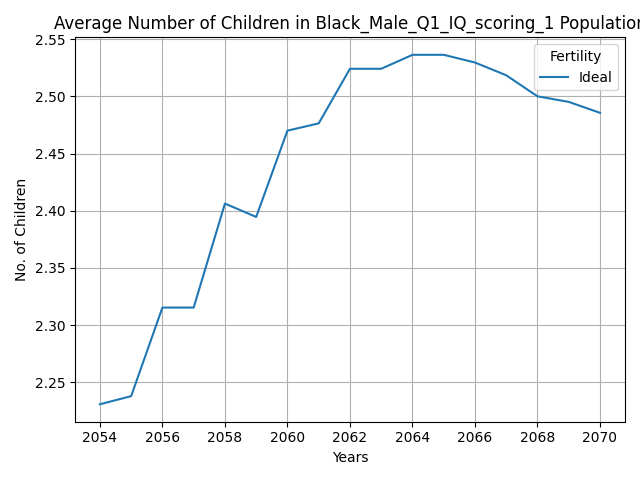 Average Number of Children in Black_Male_Q1_IQ_scoring_1 Population
2.55
2.50
2.45
2.40
2.35
2.30
2.25
No. of Children
Fertility
Ideal
2054 2056 2058 2060 2062 2064 2066 2068 2070
Years